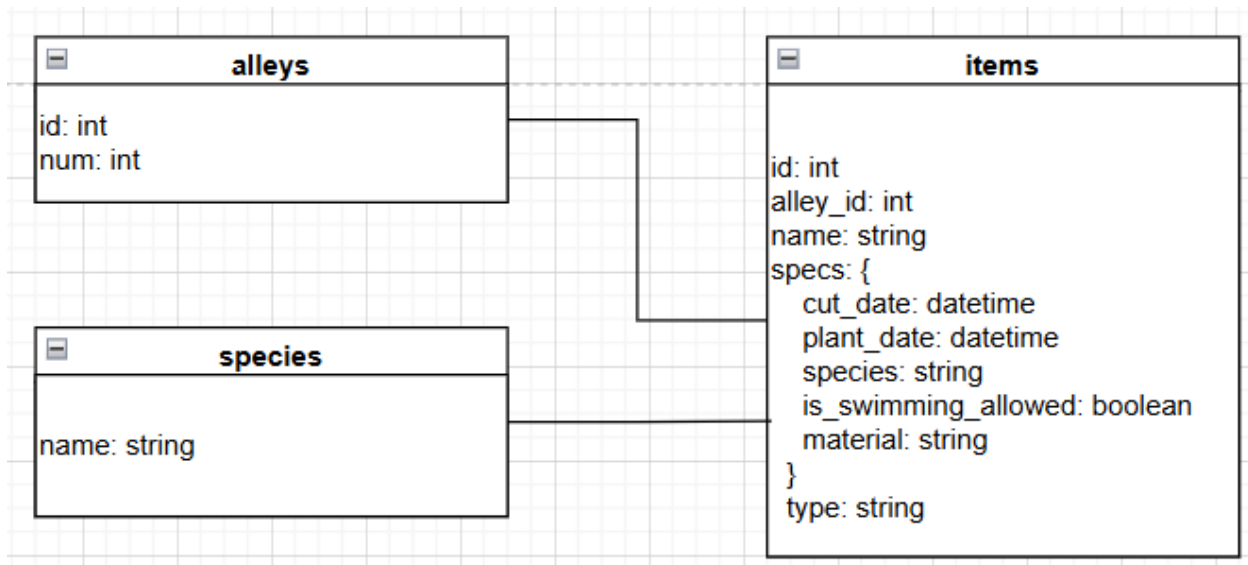 alleys
id: int
num: int
species
name: string
items
id: int
alley_id: int
name: string
specs: {
cut_date: datetime
plant_date: datetime
species: string
is_swimming_allowed: boolean
material: string
}
type: string